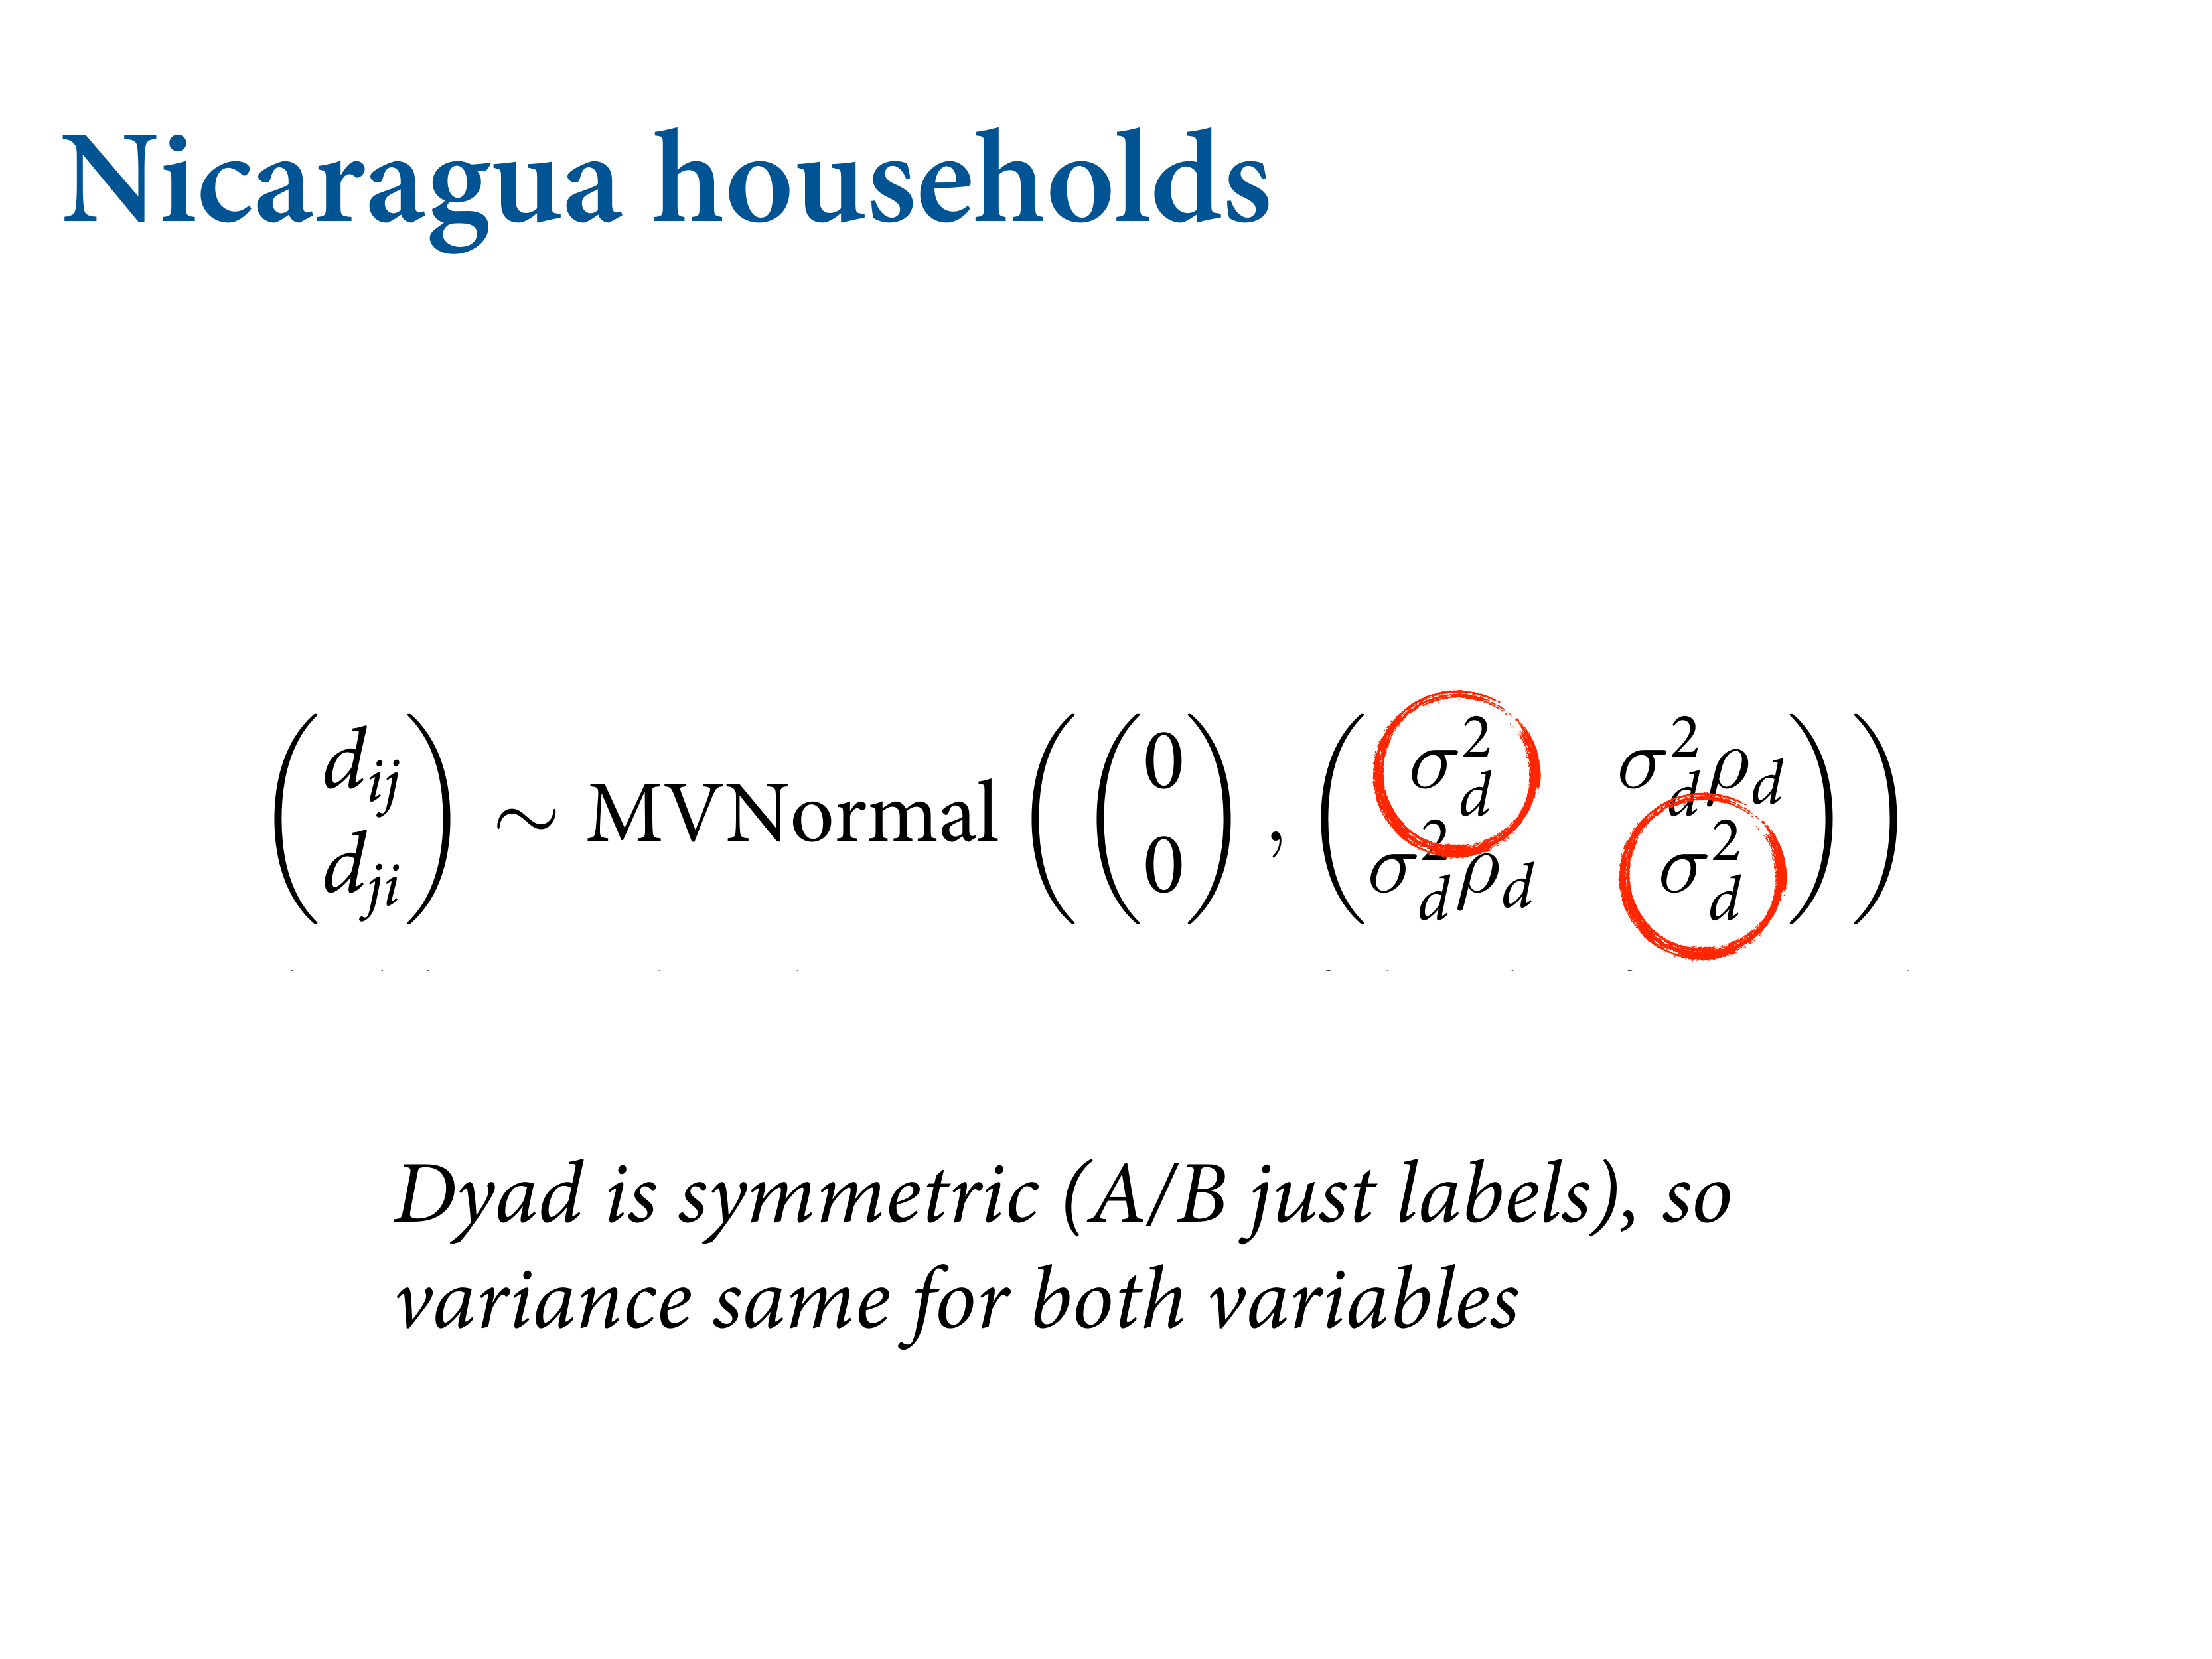 Nicaragua households
$$\begin{pmatrix} d_{ij} \\ d_{ji} \end{pmatrix} \sim \text{MVNormal} \left( \begin{pmatrix} 0 \\ 0 \end{pmatrix}, \begin{pmatrix} \sigma_d^2 & \sigma_d^2 \rho_d \\ \sigma_d^2 \rho_d & \sigma_d^2 \end{pmatrix} \right)$$
Dyad is symmetric (A/B just labels), so
variance same for both variables